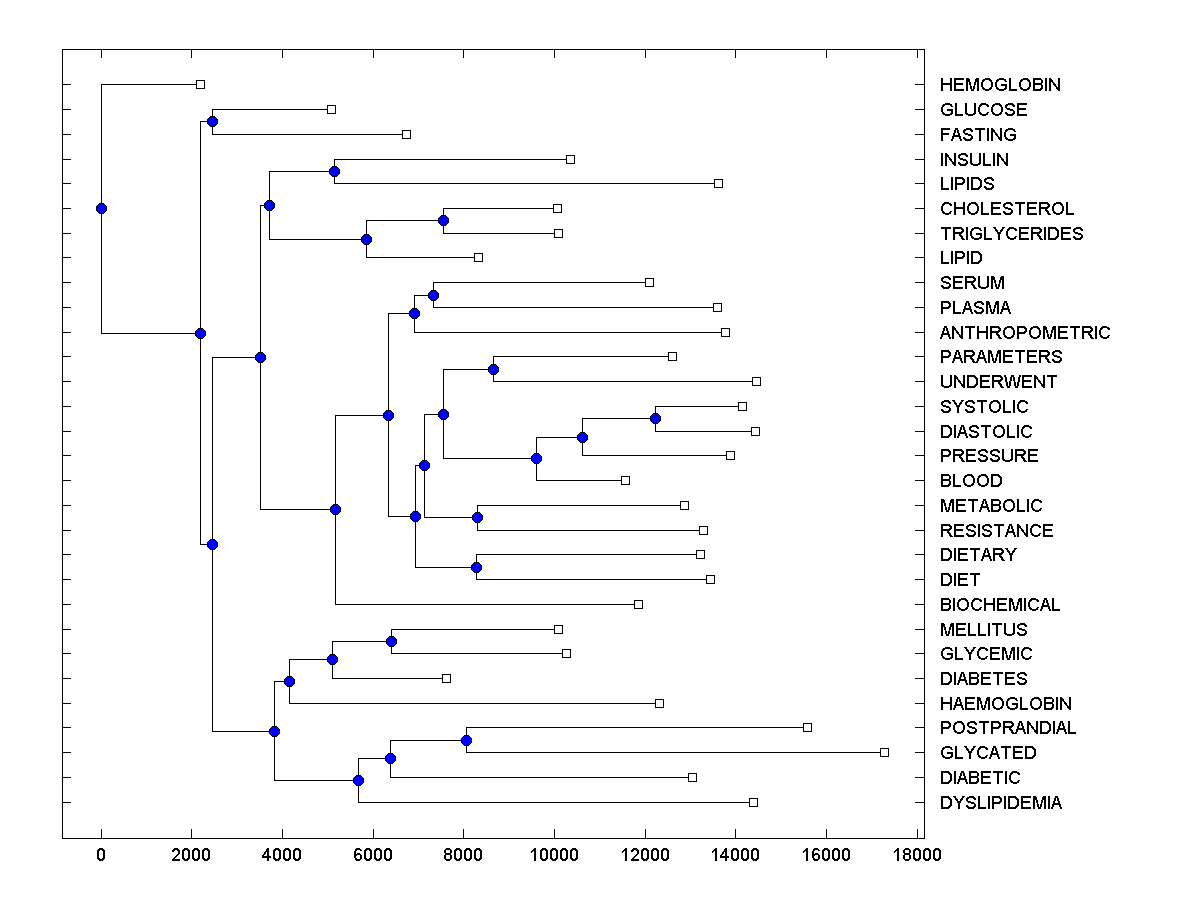 HEMOGLOBIN
GLUCOSE
FASTING
INSULIN
LIPIDS
CHOLESTEROL
TRIGLYCERIDES
LIPID
SERUM
PLASMA
ANTHROPOMETRIC
PARAMETERS
UNDERWENT
SYSTOLIC
DIASTOLIC
PRESSURE
BLOOD
METABOLIC
RESISTANCE
DIETARY
DIET
BIOCHEMICAL
MELLITUS
GLYCEMIC
DIABETES
HAEMOGLOBIN
POSTPRANDIAL
GLYCATED
DIABETIC
DYSLIPIDEMIA
0 2000 4000 6000 8000 10000 12000 14000 16000 18000